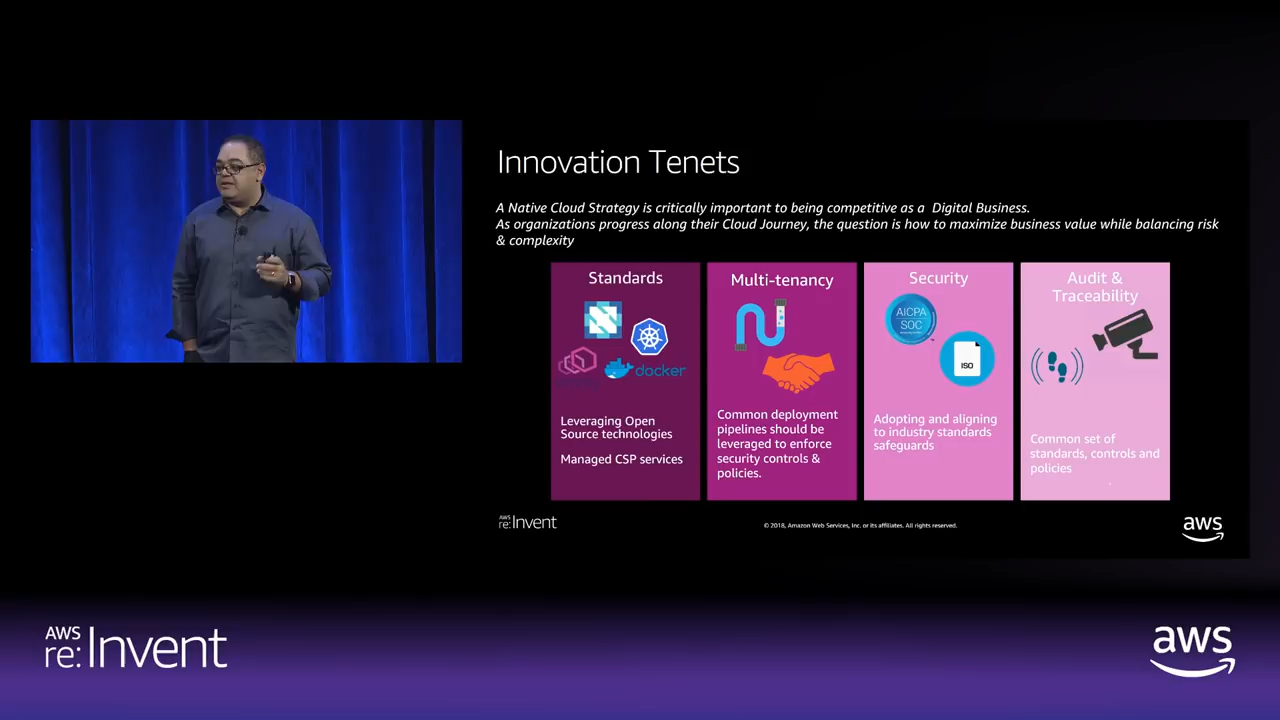 Innovation Tenets
A Native Cloud Strategy is critically important to being competitive as a Digital Business.
As organizations progress along their Cloud Journey, the question is how to maximize business value while balancing risk
& complexity
Standards
docker
Leveraging Open
Source technologies
Managed CSP services
Multi-tenancy
Common deployment
pipelines should be
leveraged to enforce
security controls &
policies.
Security
AICPA
SOC
ISO
Adopting and aligning
to industry standards
safeguards
Audit &
Traceability
Common set of
standards, controls and
policies
AWS
re:Invent
© 2018, Amazon Web Services, Inc. or its affiliates. All rights reserved.
aws
AWS
re:Invent
aws